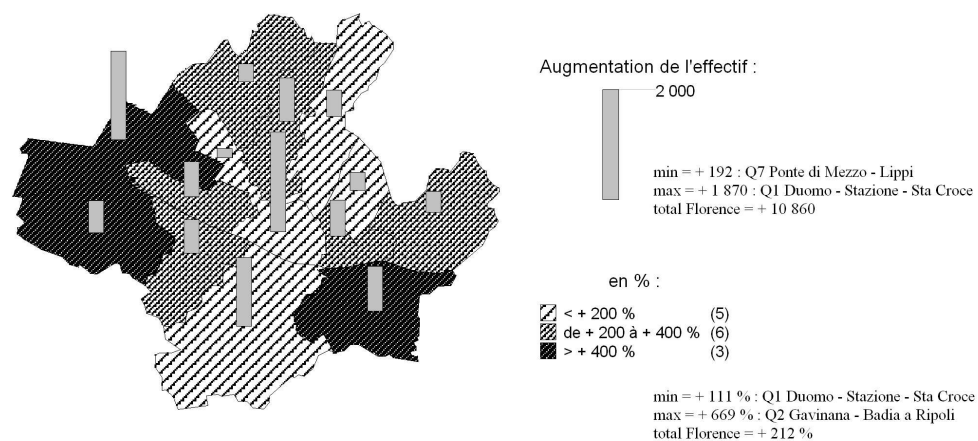 Augmentation de l'effectif :
2 000
min = + 192 : Q7 Ponte di Mezzo - Lippi
max = + 1 870 : Q1 Duomo - Stazione - Sta Croce
total Florence = + 10 860
en % :
< + 200 % (5)
de + 200 à + 400 % (6)
> + 400 % (3)
min = + 111 % : Q1 Duomo - Stazione - Sta Croce
max = + 669 % : Q2 Gavinana - Badia a Ripoli
total Florence = + 212 %